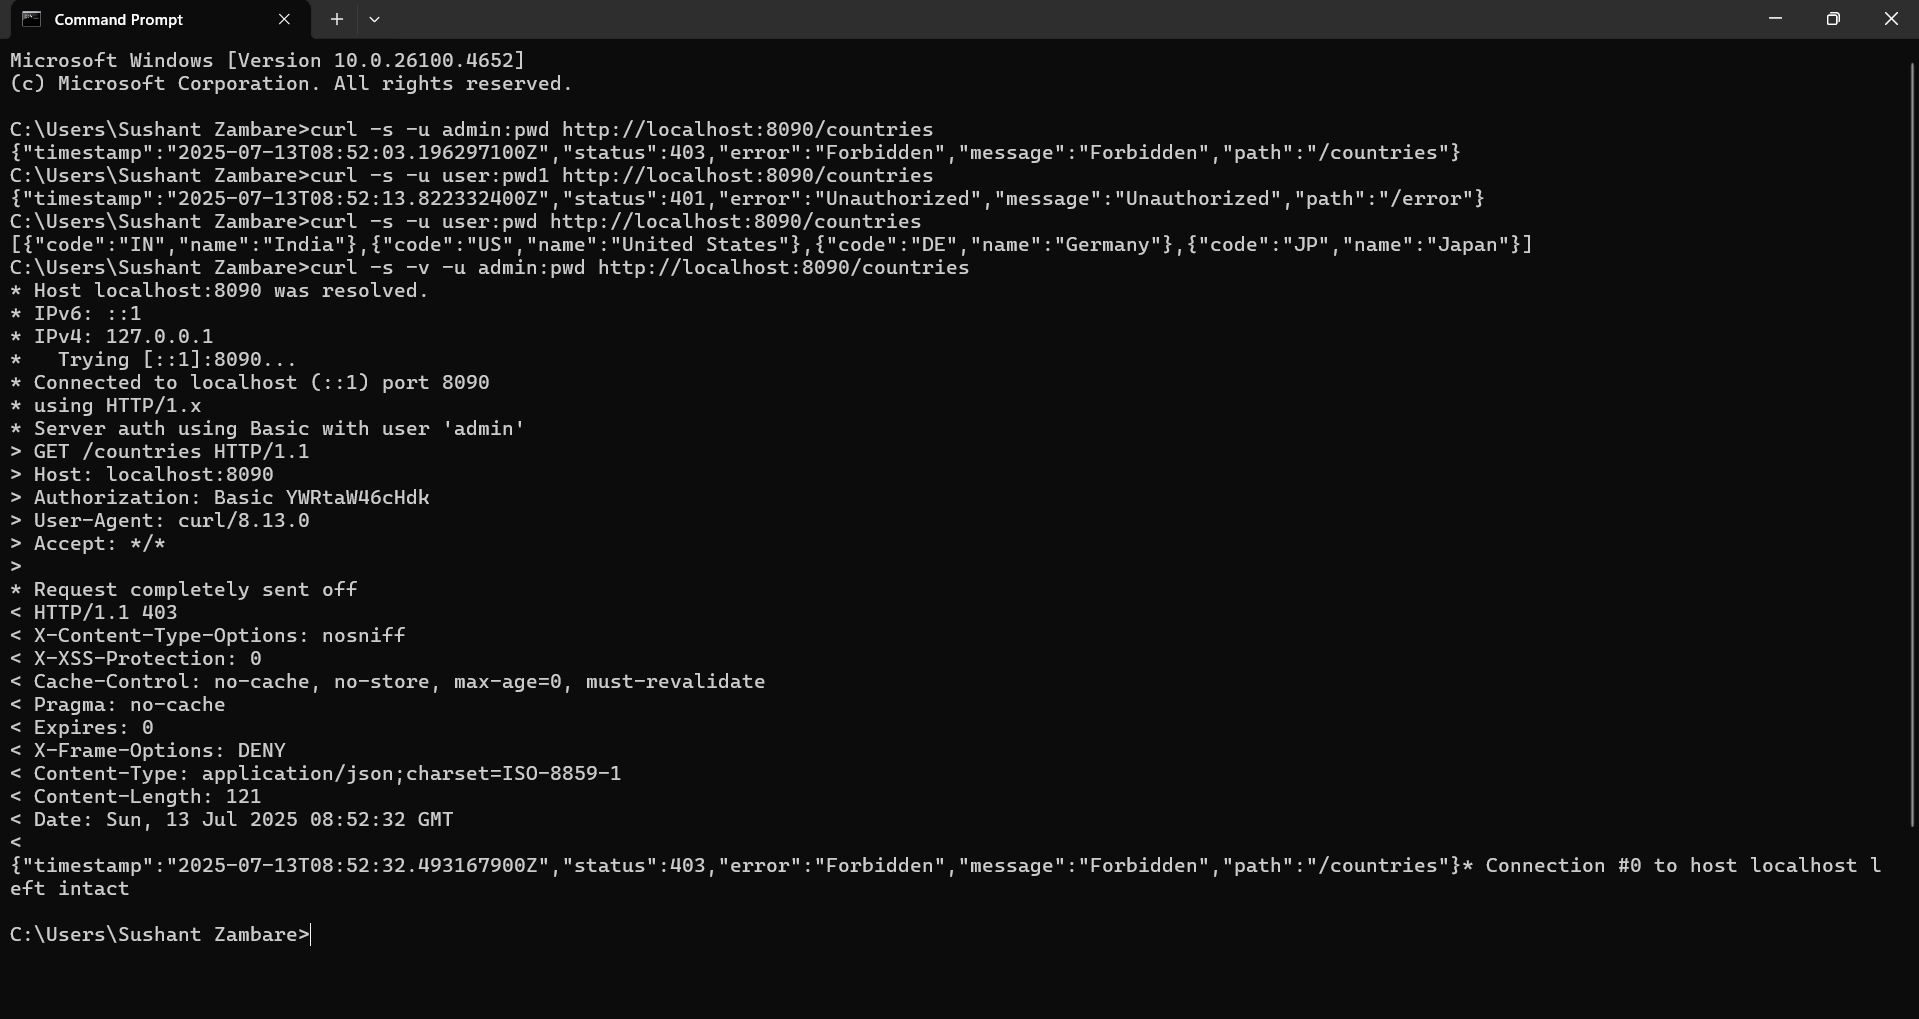 Command Prompt
Microsoft Windows [Version 10.0.26100.4652]
(c) Microsoft Corporation. All rights reserved.
C:\Users\Sushant Zambare>curl -s -u admin:pwd http://localhost:8090/countries
{"timestamp":"2025-07-13T08:52:03.196297100Z","status":403,"error":"Forbidden","message":"Forbidden","path":"/countries"}
C:\Users\Sushant Zambare>curl -s -u user:pwd1 http://localhost:8090/countries
{"timestamp":"2025-07-13T08:52:13.822332400Z","status":401,"error":"Unauthorized","message":"Unauthorized","path":"/error"}
C:\Users\Sushant Zambare>curl -s -u user:pwd http://localhost:8090/countries
[{"code":"IN","name":"India"},{"code":"US","name":"United States"},{"code":"DE","name":"Germany"},{"code":"JP","name":"Japan"}]
C:\Users\Sushant Zambare>curl -s -v -u admin:pwd http://localhost:8090/countries
* Host localhost:8090 was resolved.
* IPv6: ::1
* IPv4: 127.0.0.1
*   Trying [::1]:8090...
* Connected to localhost (::1) port 8090
* using HTTP/1.x
* Server auth using Basic with user 'admin'
> GET /countries HTTP/1.1
> Host: localhost:8090
> Authorization: Basic YWRtaW46cHdk
> User-Agent: curl/8.13.0
> Accept: */*
>
* Request completely sent off
< HTTP/1.1 403
< X-Content-Type-Options: nosniff
< X-XSS-Protection: 0
< Cache-Control: no-cache, no-store, max-age=0, must-revalidate
< Pragma: no-cache
< Expires: 0
< X-Frame-Options: DENY
< Content-Type: application/json;charset=ISO-8859-1
< Content-Length: 121
< Date: Sun, 13 Jul 2025 08:52:32 GMT
<
{"timestamp":"2025-07-13T08:52:32.493167900Z","status":403,"error":"Forbidden","message":"Forbidden","path":"/countries"}* Connection #0 to host localhost l
eft intact
C:\Users\Sushant Zambare>